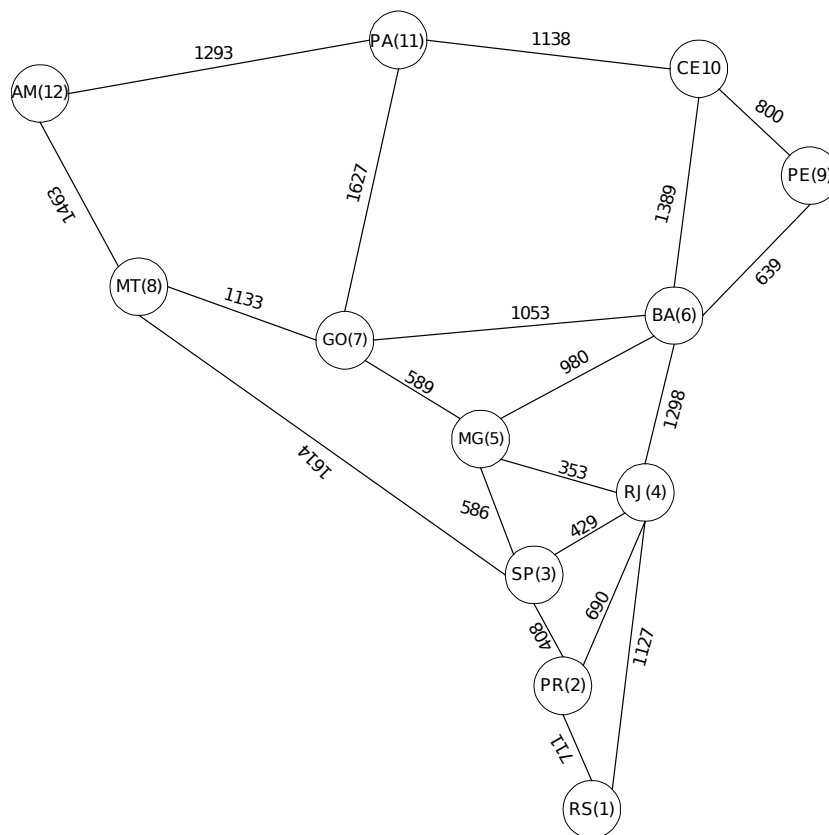 PA(11)
1293
1138
CE10
AM(12)
800
PE(9)
1627
1389
1463
639
MT(8)
1133
1053
BA(6)
GO(7)
980
589
1298
MG(5)
353
1614
RJ(4)
586
429
SP(3)
690
408
1127
PR(2)
711
RS(1)